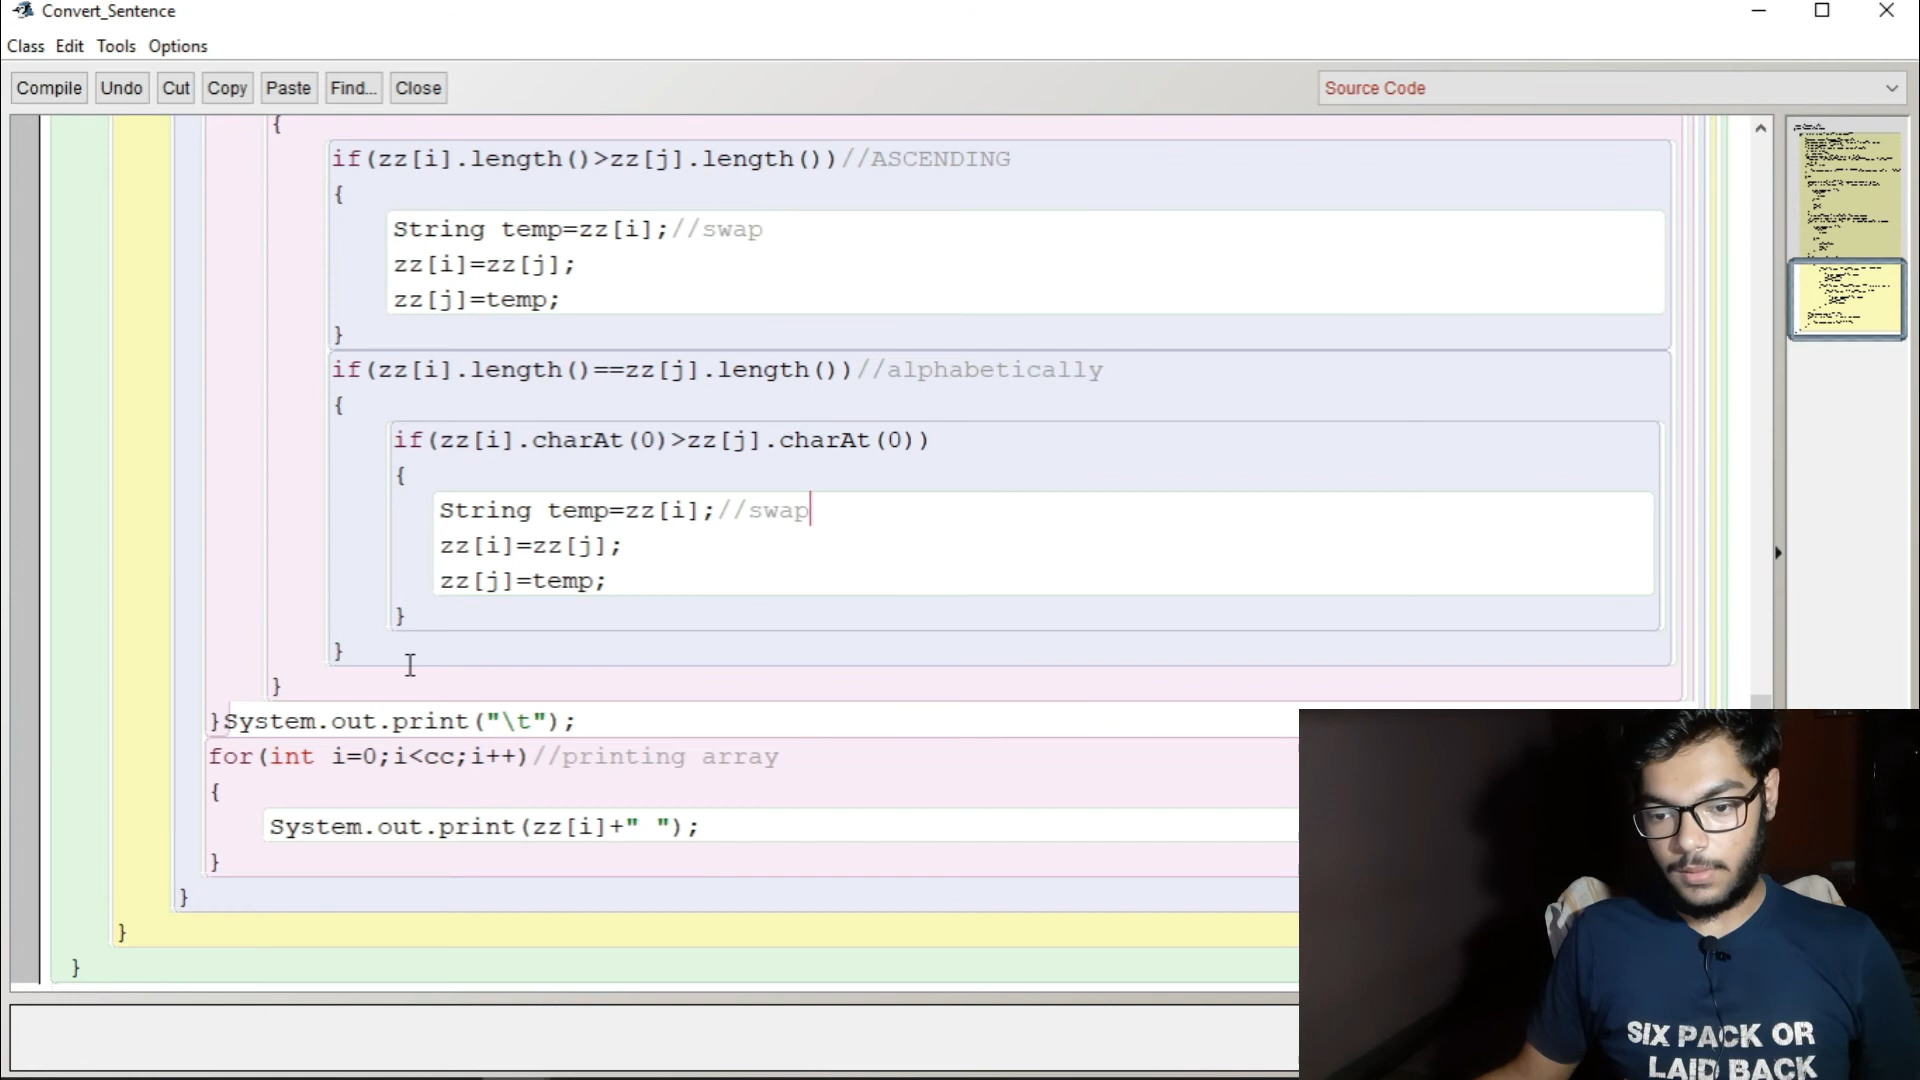 Convert_Sentence
Class Edit Tools Options
Compile Undo Cut Copy Paste Find... Close Source Code
{
if(zz[i].length()>zz[j].length())//ASCENDING
{
String temp=zz[i];//swap
zz[i]=zz[j];
zz[j]=temp;
}
if(zz[i].length()==zz[j].length())//alphabetically
{
if(zz[i].charAt(0)>zz[j].charAt(0))
{
String temp=zz[i];//swap
zz[i]=zz[j];
zz[j]=temp;
}
}
}
}System.out.print("\t");
for(int i=0;i<cc;i++)//printing array
{
System.out.print(zz[i]+" ");
}
}
}
}
SIX PACK OR
LAID BACK